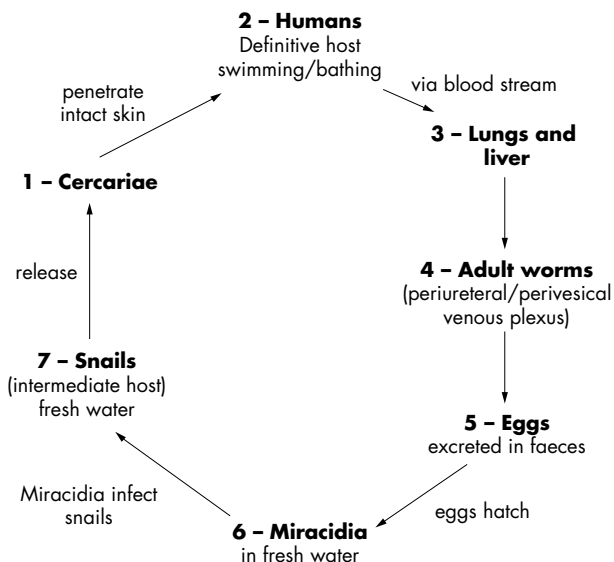 2 – Humans
Definitive host
swimming/bathing
via blood stream
3 – Lungs and
liver
4 – Adult worms
(periureteral/perivesical
venous plexus)
5 – Eggs
excreted in faeces
eggs hatch
6 – Miracidia
in fresh water
Miracidia infect
snails
7 – Snails
(intermediate host)
fresh water
release
1 – Cercariae
penetrate
intact skin